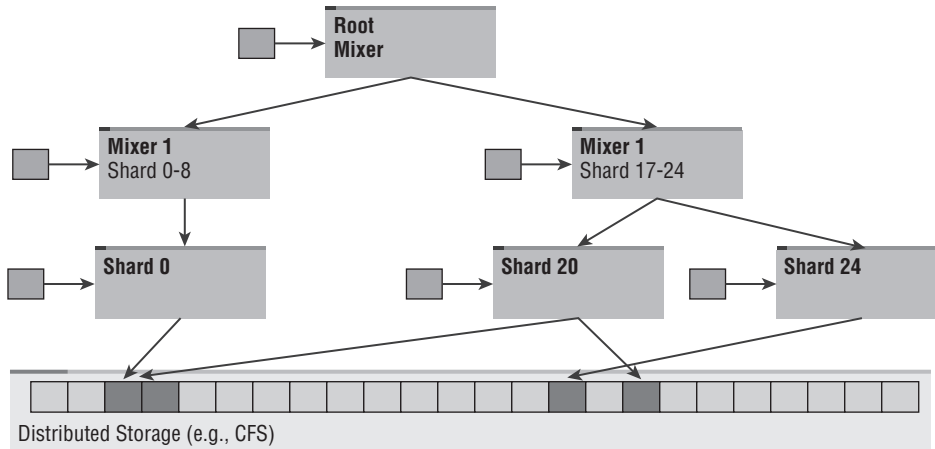 Root
Mixer
Mixer 1
Shard 0-8
Mixer 1
Shard 17-24
Shard 0
Shard 20
Shard 24
Distributed Storage (e.g., CFS)